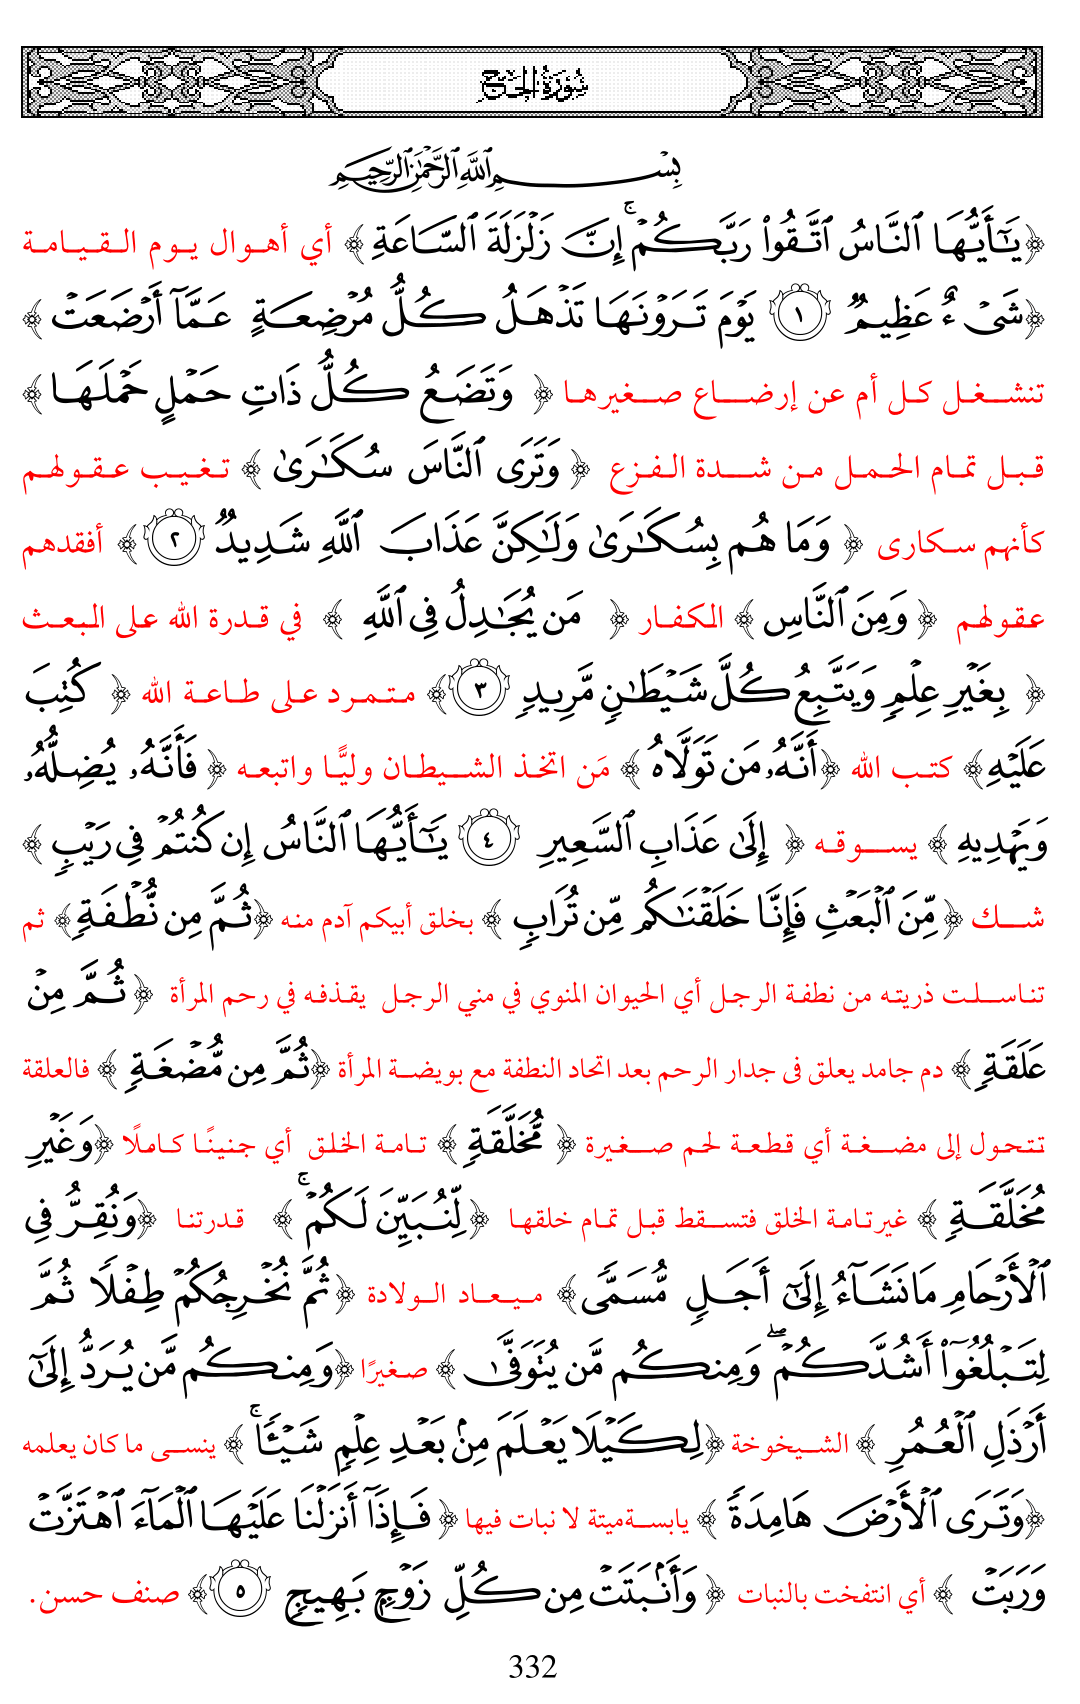 سُورَةُ الحَجّ
بِسْمِ ٱللَّهِ ٱلرَّحْمَٰنِ ٱلرَّحِيمِ
﴿يَٰٓأَيُّهَا ٱلنَّاسُ ٱتَّقُوا۟ رَبَّكُمْ ۚ إِنَّ زَلْزَلَةَ ٱلسَّاعَةِ﴾ أي أهوال يوم القيامة
﴿شَىْءٌ عَظِيمٌ ١ يَوْمَ تَرَوْنَهَا تَذْهَلُ كُلُّ مُرْضِعَةٍ عَمَّآ أَرْضَعَتْ﴾
تنشغل كل أم عن إرضاع صغيرها ﴿ وَتَضَعُ كُلُّ ذَاتِ حَمْلٍ حَمْلَهَا ﴾
قبل تمام الحمل من شدة الفزع ﴿ وَتَرَى ٱلنَّاسَ سُكَٰرَىٰ ﴾ تغيب عقولهم
كأنهم سكارى ﴿ وَمَا هُم بِسُكَٰرَىٰ وَلَٰكِنَّ عَذَابَ ٱللَّهِ شَدِيدٌ ٢ ﴾ أفقدهم
عقولهم ﴿ وَمِنَ ٱلنَّاسِ ﴾ الكفار ﴿ مَن يُجَٰدِلُ فِى ٱللَّهِ ﴾ في قدرة الله على المبعث
﴿ بِغَيْرِ عِلْمٍ وَيَتَّبِعُ كُلَّ شَيْطَٰنٍ مَّرِيدٍ ٣ ﴾ متمرد على طاعة الله ﴿ كُتِبَ
عَلَيْهِ﴾ كتب الله ﴿أَنَّهُۥ مَن تَوَلَّاهُ ﴾ مَن اتخذ الشيطان وليًّا واتبعه ﴿ فَأَنَّهُۥ يُضِلُّهُۥ
وَيَهْدِيهِ ﴾ يسوقه ﴿ إِلَىٰ عَذَابِ ٱلسَّعِيرِ ٤ يَٰٓأَيُّهَا ٱلنَّاسُ إِن كُنتُمْ فِى رَيْبٍ ﴾
شك ﴿ مِّنَ ٱلْبَعْثِ فَإِنَّا خَلَقْنَٰكُم مِّن تُرَابٍ ﴾ بخلق أبيكم آدم منه ﴿ثُمَّ مِن نُّطْفَةٍ﴾ ثم
تناسلت ذريته من نطفة الرجل أي الحيوان المنوي في مني الرجل يقذفه في رحم المرأة ﴿ ثُمَّ مِنْ
عَلَقَةٍ ﴾ دم جامد يعلق فى جدار الرحم بعد اتحاد النطفة مع بويضة المرأة ﴿ثُمَّ مِن مُّضْغَةٍ ﴾ فالعلقة
تتحول إلى مضغة أي قطعة لحم صغيرة ﴿ مُّخَلَّقَةٍ ﴾ تامة الخلق أي جنينًا كاملًا ﴿وَغَيْرِ
مُخَلَّقَةٍ ﴾ غيرتامة الخلق فتسقط قبل تمام خلقها ﴿لِّنُبَيِّنَ لَكُمْ ۚ ﴾ قدرتنا ﴿وَنُقِرُّ فِى
ٱلْأَرْحَامِ مَا نَشَآءُ إِلَىٰٓ أَجَلٍ مُّسَمًّى﴾ ميعاد الولادة ﴿ ثُمَّ نُخْرِجُكُمْ طِفْلًا ثُمَّ
لِتَبْلُغُوٓا۟ أَشُدَّكُمْ ۖ وَمِنكُم مَّن يُتَوَفَّىٰ ﴾ صغيرًا ﴿وَمِنكُم مَّن يُرَدُّ إِلَىٰٓ
أَرْذَلِ ٱلْعُمُرِ ﴾ الشيخوخة ﴿لِكَيْلَا يَعْلَمَ مِنۢ بَعْدِ عِلْمٍ شَيْـًٔا ۚ ﴾ ينسى ما كان يعلمه
﴿وَتَرَى ٱلْأَرْضَ هَامِدَةً ﴾ يابسةميتة لا نبات فيها ﴿ فَإِذَآ أَنزَلْنَا عَلَيْهَا ٱلْمَآءَ ٱهْتَزَّتْ
وَرَبَتْ ﴾ أي انتفخت بالنبات ﴿ وَأَنۢبَتَتْ مِن كُلِّ زَوْجٍۭ بَهِيجٍ ٥ ﴾ صنف حسن.
332